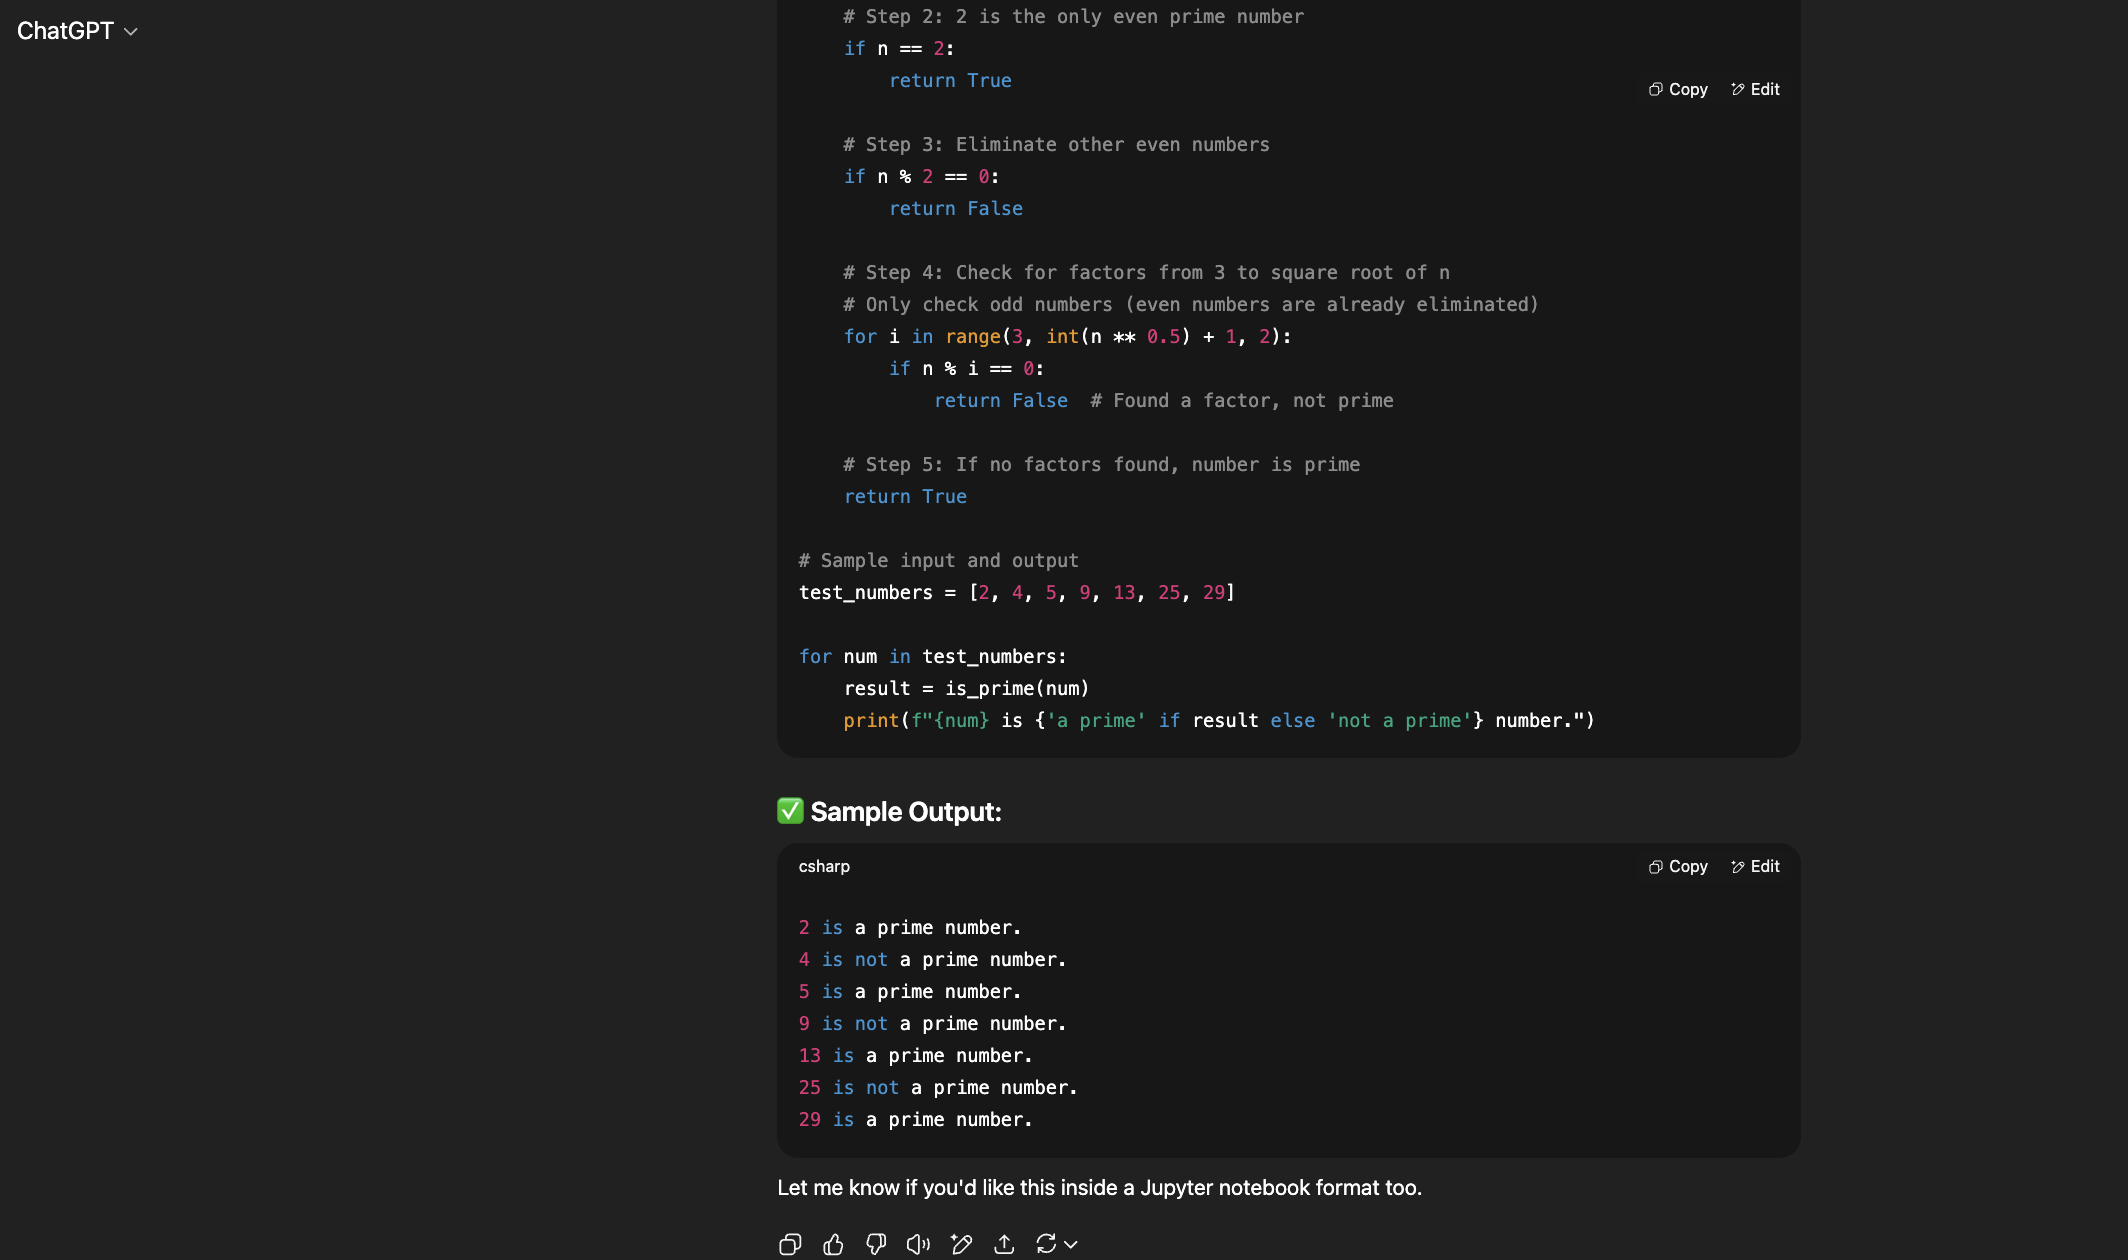 ChatGPT
# Step 2: 2 is the only even prime number
if n == 2:
return True
Copy Edit
# Step 3: Eliminate other even numbers
if n % 2 == 0:
return False
# Step 4: Check for factors from 3 to square root of n
# Only check odd numbers (even numbers are already eliminated)
for i in range(3, int(n ** 0.5) + 1, 2):
if n % i == 0:
return False  # Found a factor, not prime
# Step 5: If no factors found, number is prime
return True
# Sample input and output
test_numbers = [2, 4, 5, 9, 13, 25, 29]
for num in test_numbers:
result = is_prime(num)
print(f"{num} is {'a prime' if result else 'not a prime'} number.")
✅ Sample Output:
csharp Copy Edit
2 is a prime number.
4 is not a prime number.
5 is a prime number.
9 is not a prime number.
13 is a prime number.
25 is not a prime number.
29 is a prime number.
Let me know if you'd like this inside a Jupyter notebook format too.